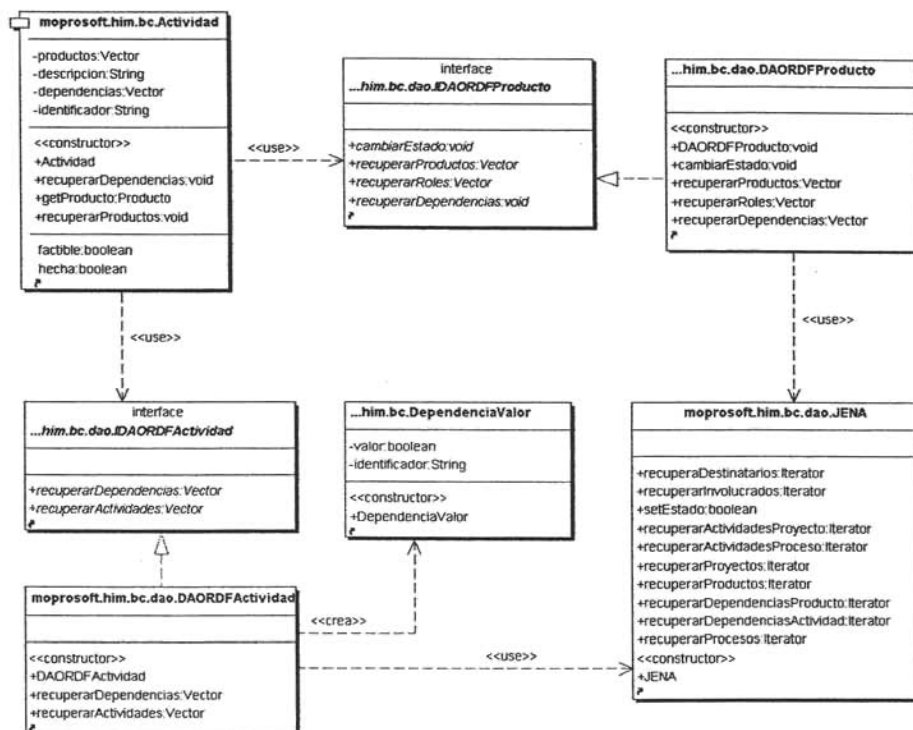 moprosoft.him.bc.Actividad
-productos:Vector
-descripcion:String
-dependencias:Vector
-identificador:String
<<constructor>>
+Actividad
+recuperarDependencias:void
+getProducto:Producto
+recuperarProductos:void
factible:boolean
hecha:boolean
<<use>>
interface
...him.bc.dao.IDAORDFProducto
+cambiarEstado:void
+recuperarProductos:Vector
+recuperarRoles:Vector
+recuperarDependencias:void
...him.bc.dao.DAORDFProducto
<<constructor>>
+DAORDFProducto:void
+cambiarEstado:void
+recuperarProductos:Vector
+recuperarRoles:Vector
+recuperarDependencias:Vector
<<use>>
<<use>>
interface
...him.bc.dao.IDAORDFActividad
+recuperarDependencias:Vector
+recuperarActividades:Vector
...him.bc.DependenciaValor
-valor:boolean
-identificador:String
<<constructor>>
+DependenciaValor
moprosoft.him.bc.dao.JENA
+recuperaDestinatarios:Iterator
+recuperarInvolucrados:Iterator
+setEstado:boolean
+recuperarActividadesProyecto:Iterator
+recuperarActividadesProceso:Iterator
+recuperarProyectos:Iterator
+recuperarProductos:Iterator
+recuperarDependenciasProducto:Iterator
+recuperarDependenciasActividad:Iterator
+recuperarProcesos:Iterator
<<constructor>>
+JENA
moprosoft.him.bc.dao.DAORDFActividad
<<constructor>>
+DAORDFActividad
+recuperarDependencias:Vector
+recuperarActividades:Vector
<<crea>>
<<use>>